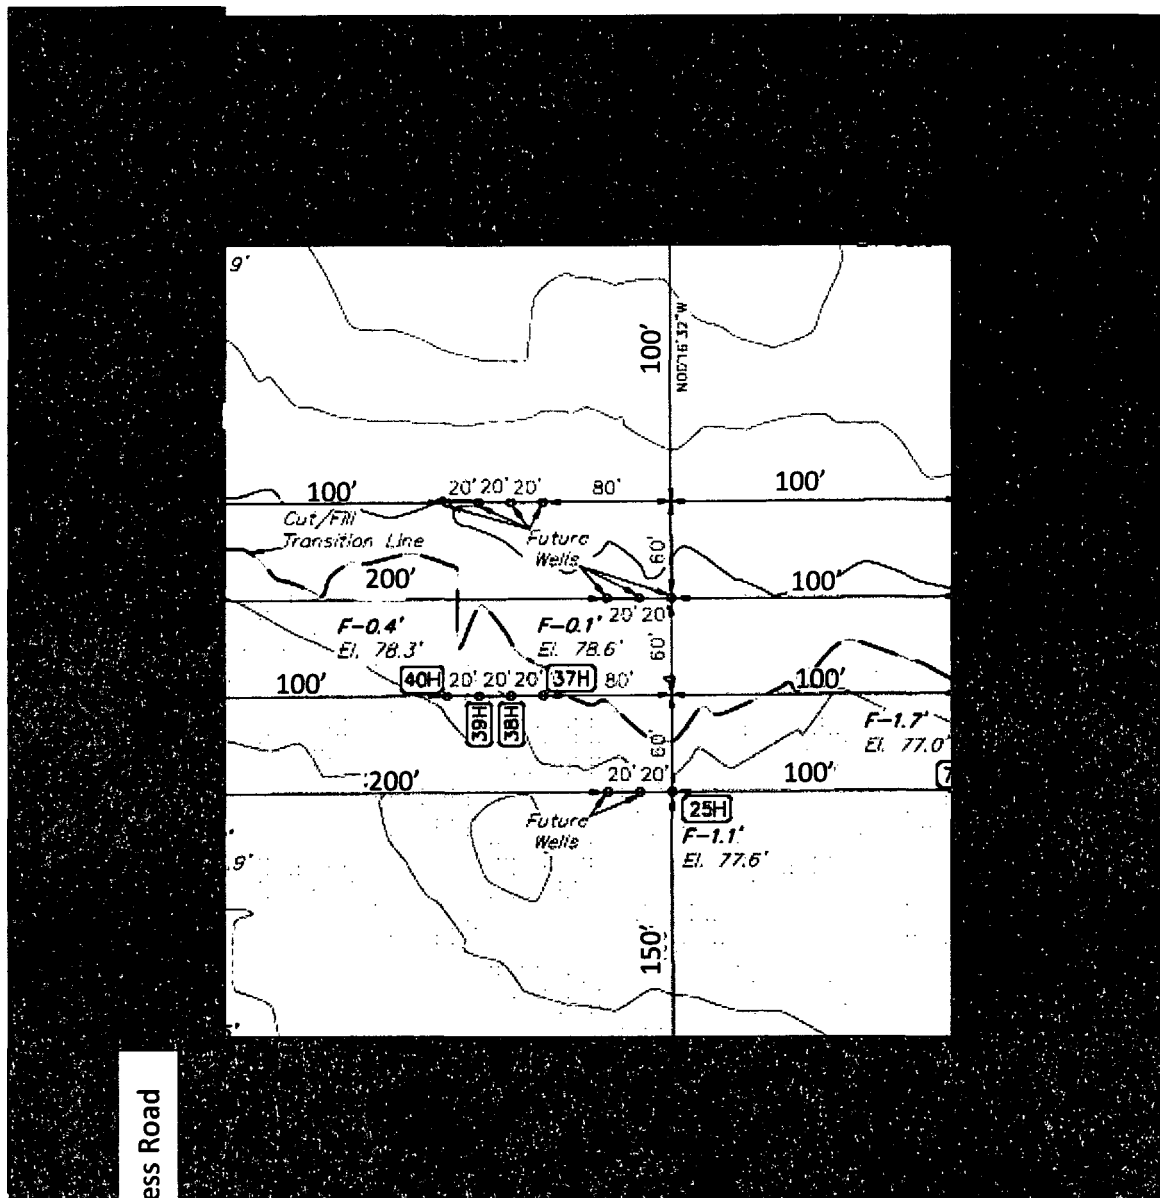 9'
100'
N00°16'32"W
100'
20' 20' 20'
80'
100'
Cut/Fill
Transition Line
Future
Wells
60'
200'
20' 20'
100'
F-0.4'
El. 78.3'
F-0.1'
El. 78.6'
60'
100'
40H
20' 20' 20'
37H
80'
100'
39H
38H
F-1.7'
El. 77.0'
60'
200'
20' 20'
100'
Future
Wells
25H
F-1.1'
El. 77.6'
9'
150'
ess Road